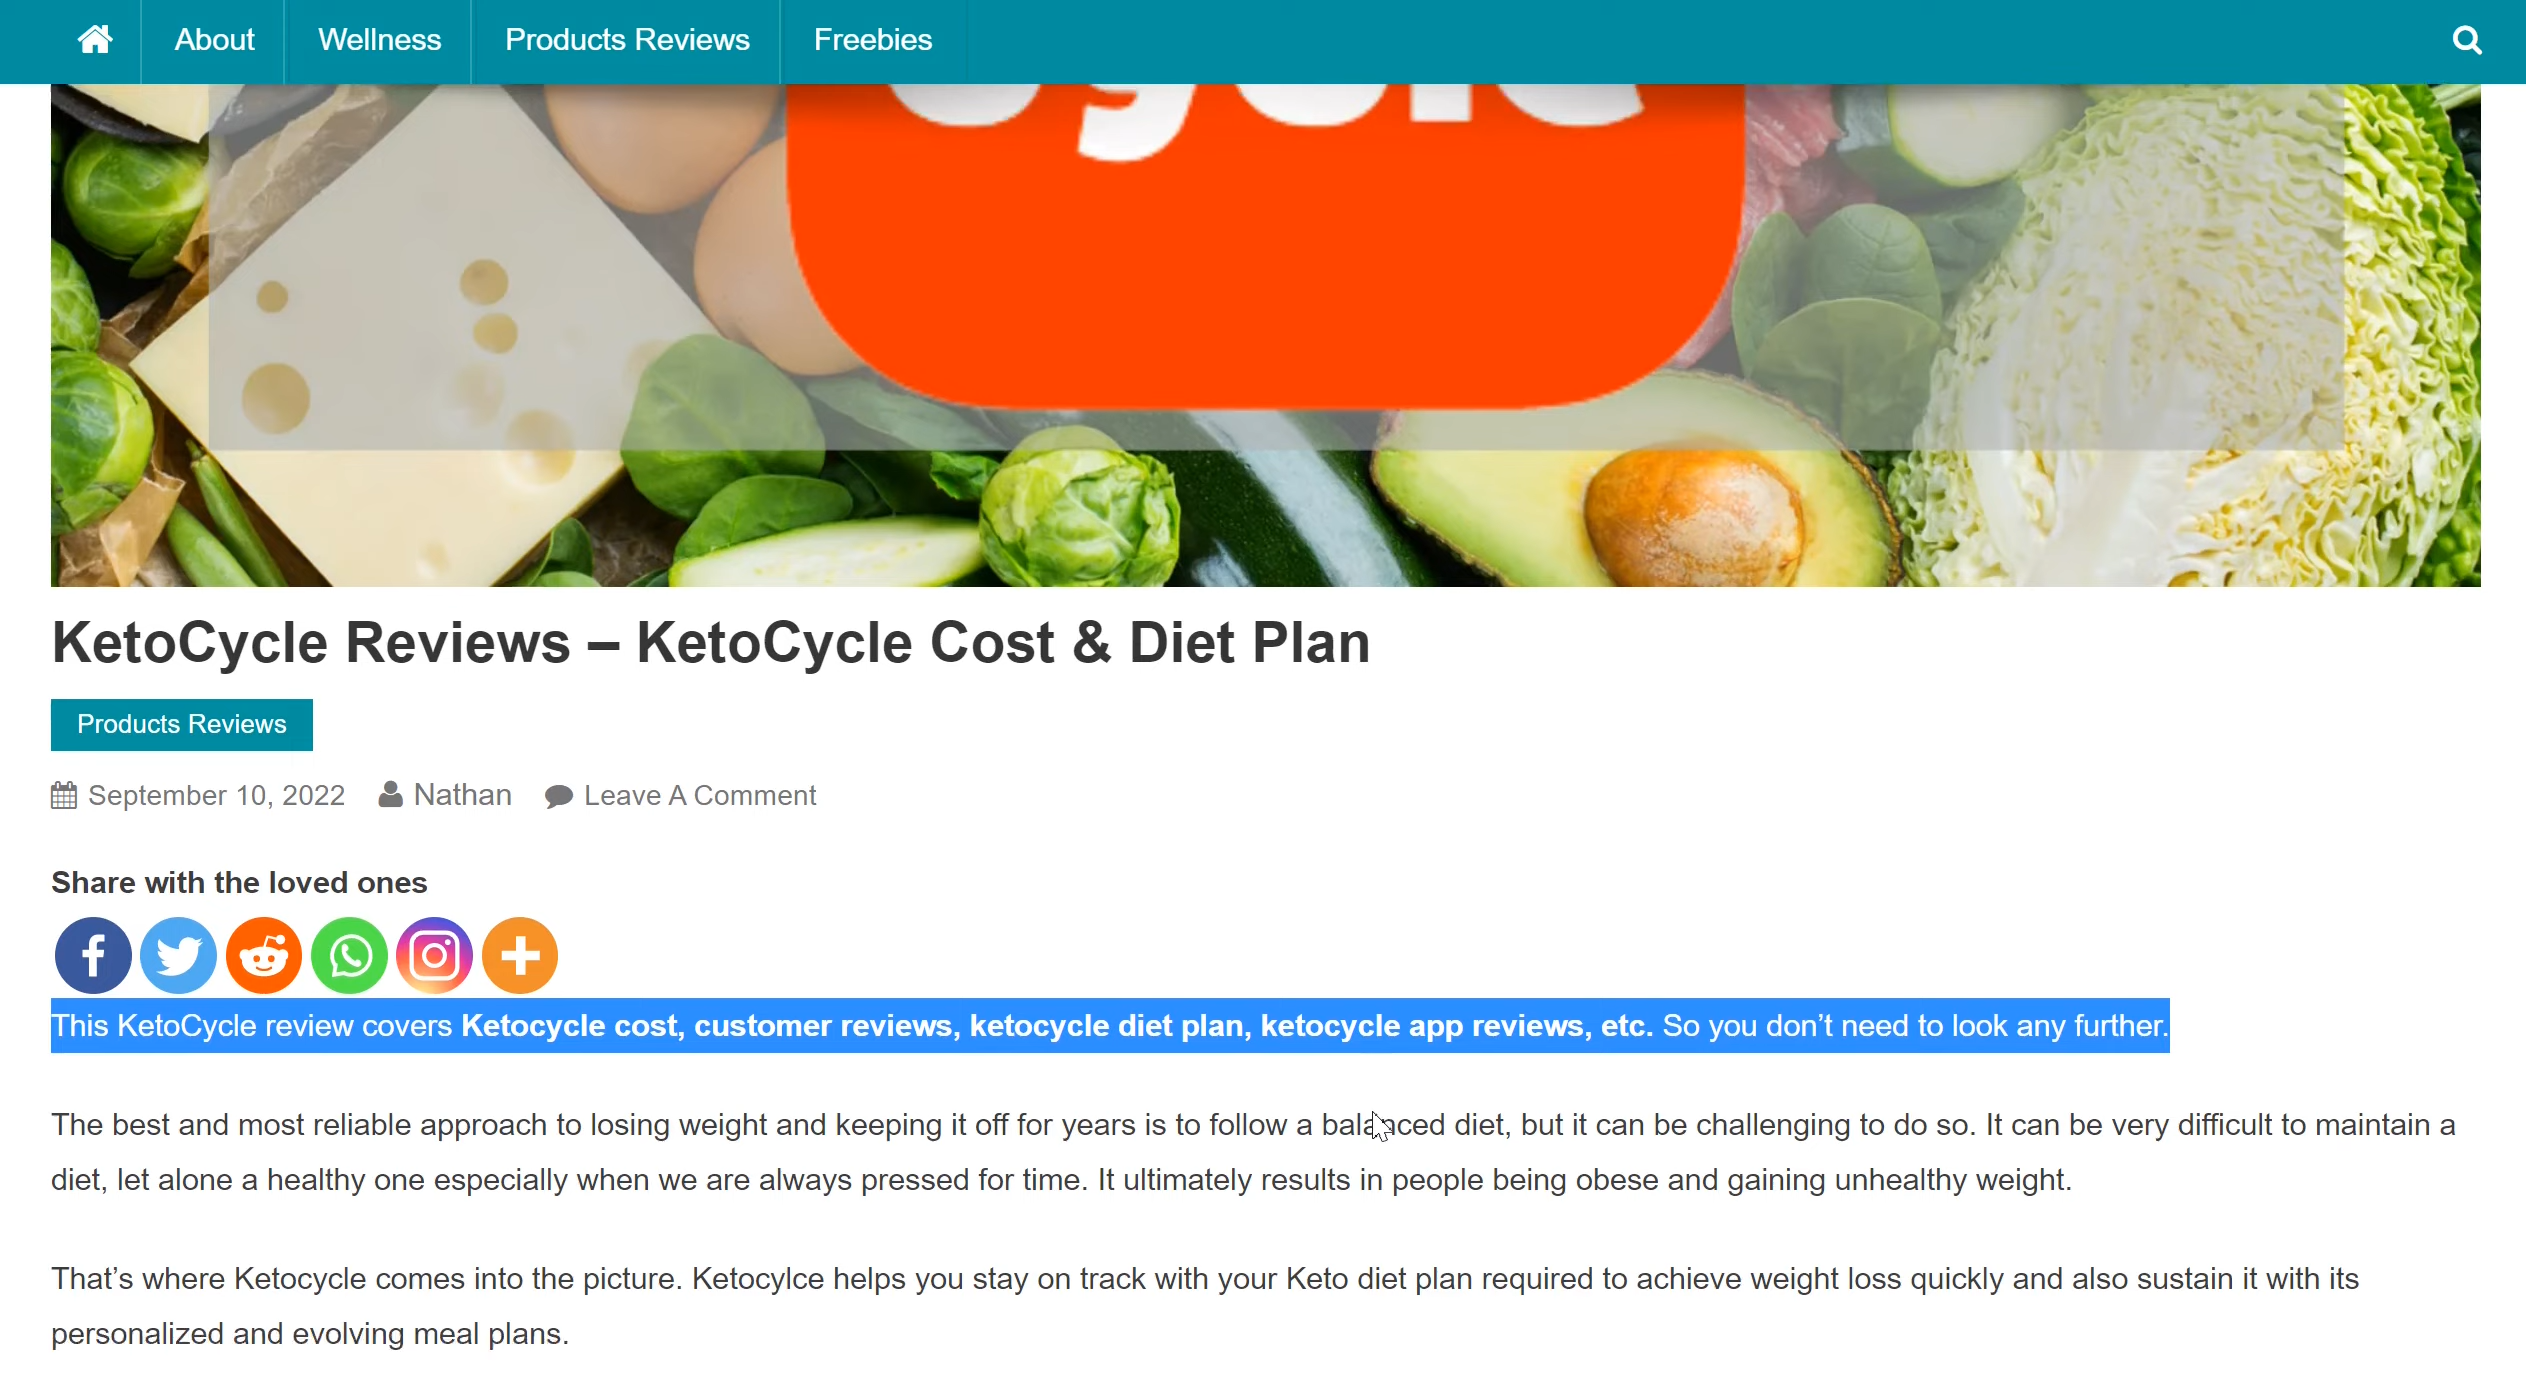 About
Wellness
Products Reviews
Freebies
KetoCycle Reviews – KetoCycle Cost & Diet Plan
Products Reviews
September 10, 2022
Nathan
Leave A Comment
Share with the loved ones
This KetoCycle review covers Ketocycle cost, customer reviews, ketocycle diet plan, ketocycle app reviews, etc. So you don’t need to look any further.
The best and most reliable approach to losing weight and keeping it off for years is to follow a balanced diet, but it can be challenging to do so. It can be very difficult to maintain a
diet, let alone a healthy one especially when we are always pressed for time. It ultimately results in people being obese and gaining unhealthy weight.
That’s where Ketocycle comes into the picture. Ketocylce helps you stay on track with your Keto diet plan required to achieve weight loss quickly and also sustain it with its
personalized and evolving meal plans.